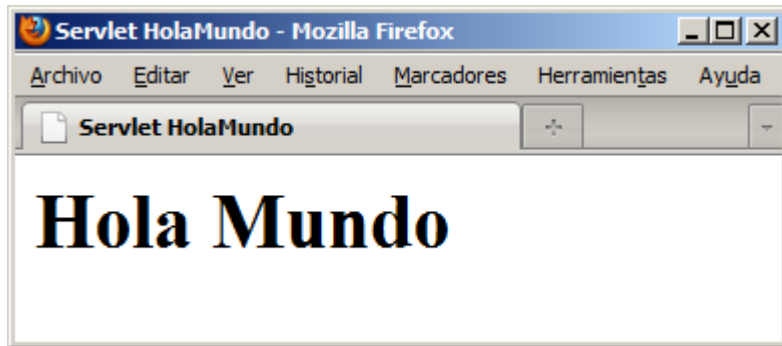 Servlet HolaMundo - Mozilla Firefox
Archivo Editar Ver Historial Marcadores Herramientas Ayuda
Servlet HolaMundo
Hola Mundo